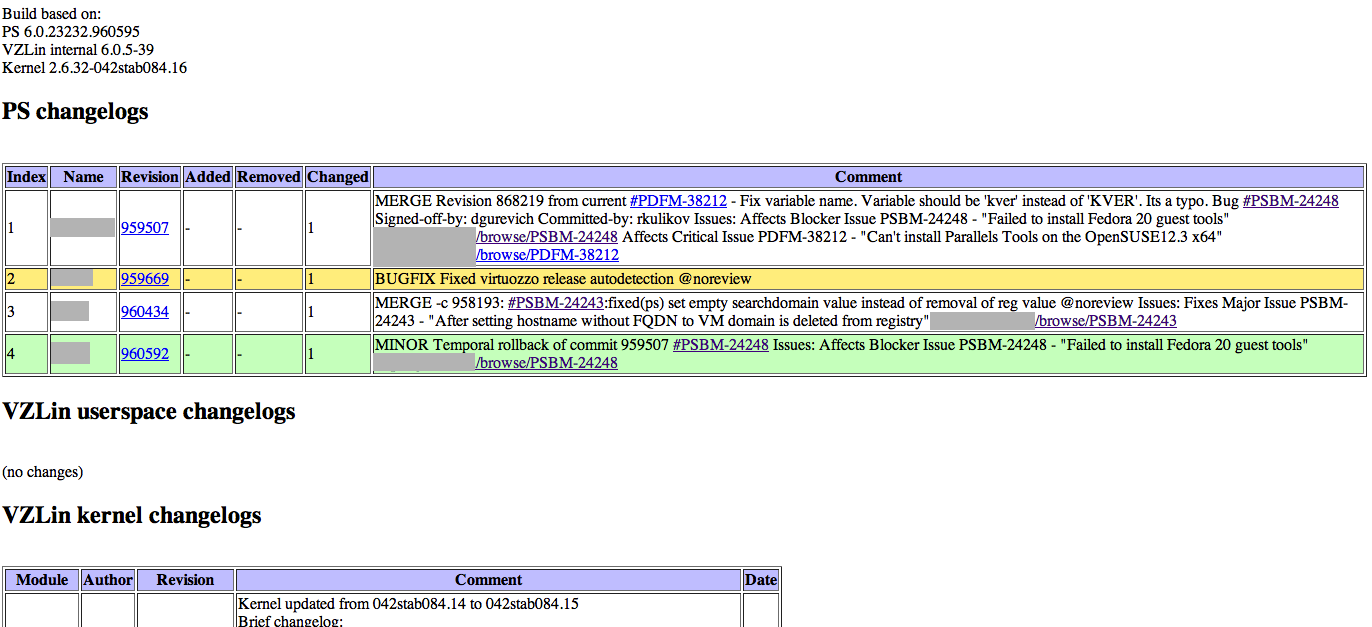 Build based on:
PS 6.0.23232.960595
VZLin internal 6.0.5-39
Kernel 2.6.32-042stab084.16
PS changelogs
Index Name Revision Added Removed Changed Comment
1 959507 - - 1 MERGE Revision 868219 from current #PDFM-38212 - Fix variable name. Variable should be 'kver' instead of 'KVER'. Its a typo. Bug #PSBM-24248
Signed-off-by: dgurevich Committed-by: rkulikov Issues: Affects Blocker Issue PSBM-24248 - "Failed to install Fedora 20 guest tools"
/browse/PSBM-24248 Affects Critical Issue PDFM-38212 - "Can't install Parallels Tools on the OpenSUSE12.3 x64"
/browse/PDFM-38212
2 959669 - - 1 BUGFIX Fixed virtuozzo release autodetection @noreview
3 960434 - - 1 MERGE -c 958193: #PSBM-24243:fixed(ps) set empty searchdomain value instead of removal of reg value @noreview Issues: Fixes Major Issue PSBM-
24243 - "After setting hostname without FQDN to VM domain is deleted from registry" /browse/PSBM-24243
4 960592 - - 1 MINOR Temporal rollback of commit 959507 #PSBM-24248 Issues: Affects Blocker Issue PSBM-24248 - "Failed to install Fedora 20 guest tools"
/browse/PSBM-24248
VZLin userspace changelogs
(no changes)
VZLin kernel changelogs
Module Author Revision Comment Date
Kernel updated from 042stab084.14 to 042stab084.15
Brief changelog: